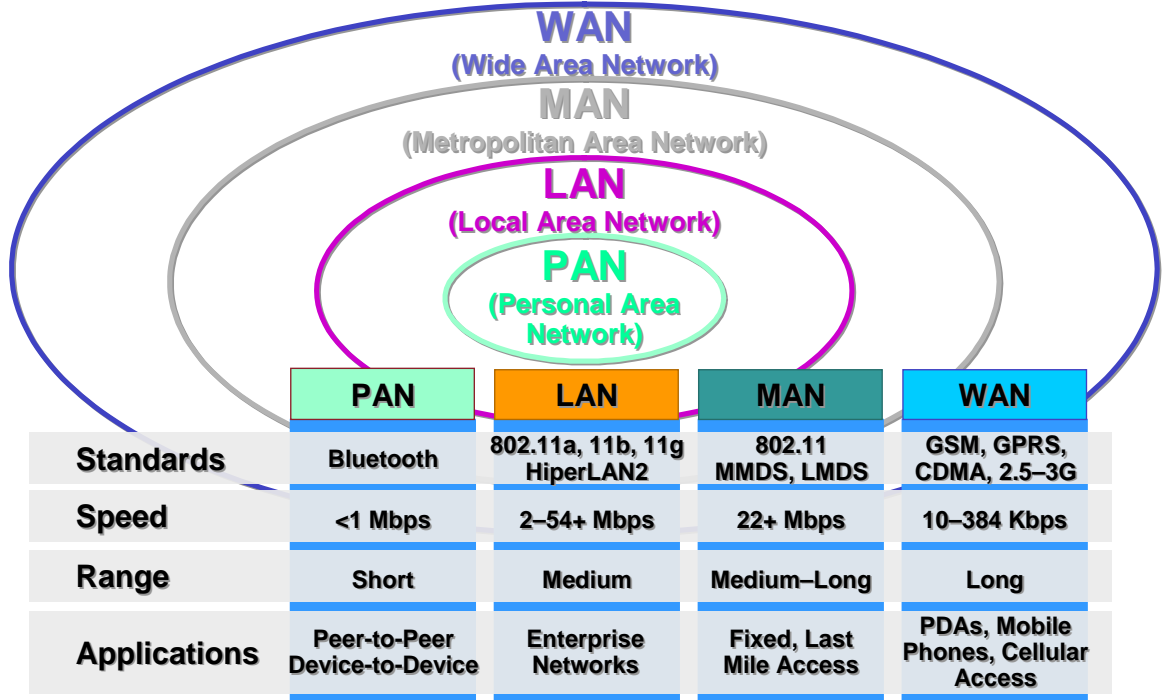 WAN
(Wide Area Network)
MAN
(Metropolitan Area Network)
LAN
(Local Area Network)
PAN
(Personal Area
Network)
PAN LAN MAN WAN
Standards Bluetooth 802.11a, 11b, 11g 802.11 GSM, GPRS,
HiperLAN2 MMDS, LMDS CDMA, 2.5–3G
Speed <1 Mbps 2–54+ Mbps 22+ Mbps 10–384 Kbps
Range Short Medium Medium–Long Long
Applications Peer-to-Peer Enterprise Fixed, Last PDAs, Mobile
Device-to-Device Networks Mile Access Phones, Cellular
Access